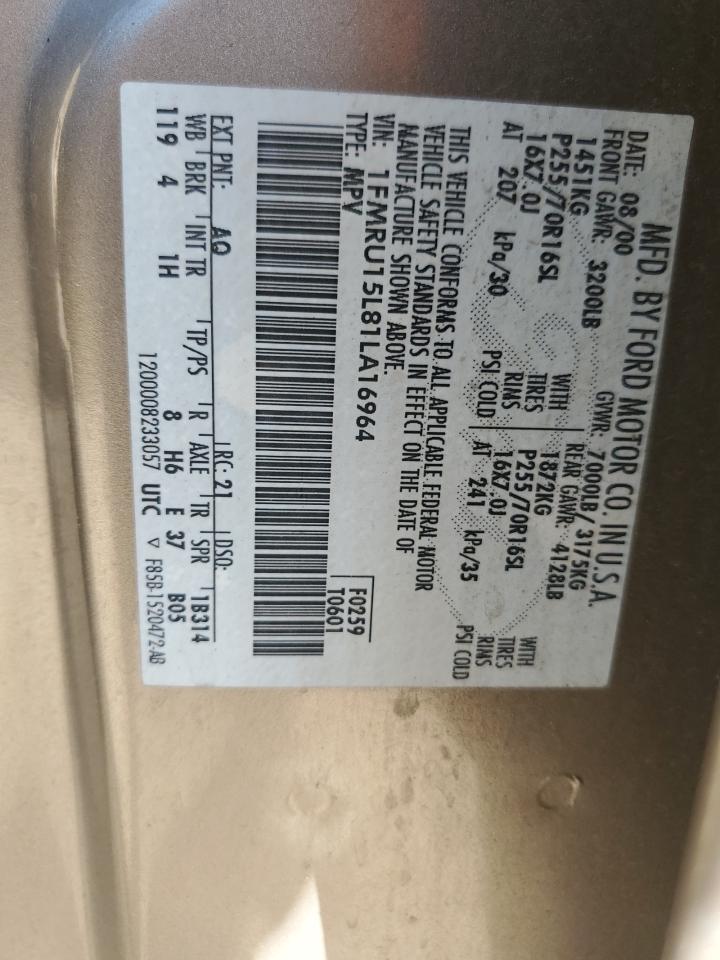 MFD. BY FORD MOTOR CO. IN U.S.A.
DATE: 08/00 GVWR: 7000LB/ 3175KG
FRONT GAWR: 3200LB REAR GAWR: 4128LB
1451KG WITH 1872KG WITH
P255/70R16SL TIRES P255/70R16SL TIRES
16X7.0J RIMS 16X7.0J RIMS
AT 207 kPa/30 PSI COLD AT 241 kPa/35 PSI COLD
THIS VEHICLE CONFORMS TO ALL APPLICABLE FEDERAL MOTOR
VEHICLE SAFETY STANDARDS IN EFFECT ON THE DATE OF
MANUFACTURE SHOWN ABOVE.
VIN: 1FMRU15L81LA16964 F0259
TYPE: MPV T0601
EXT PNT: AQ RC: 21 DSO: 1B314
WB BRK INT TR TP/PS R AXLE TR SPR
119 4 1H 8 H6 E 37 B05
1200008233057 UTC ▽ F85B-1520472-AB